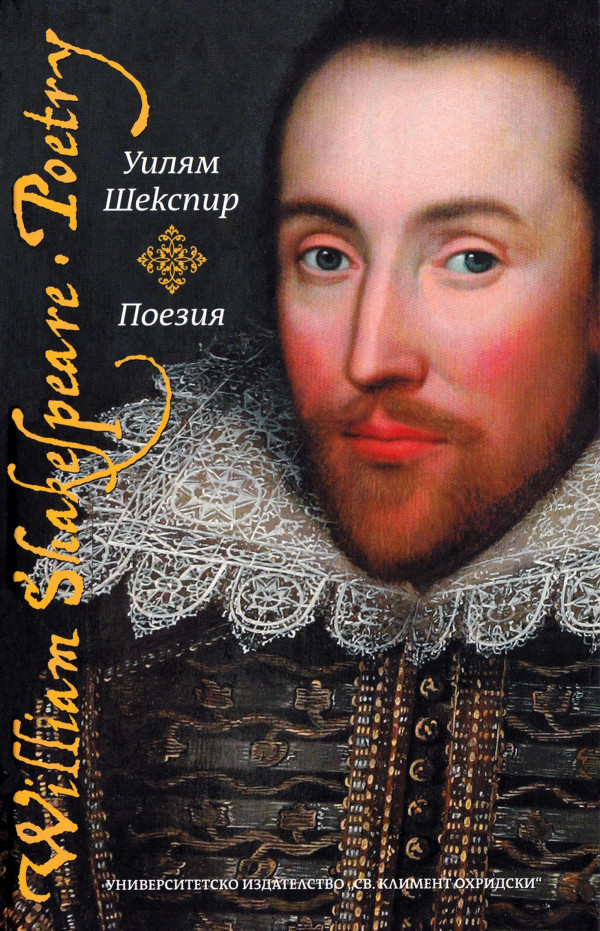 William Shakespeare · Poetry
Уилям
Шекспир
Поезия
УНИВЕРСИТЕТСКО ИЗДАТЕЛСТВО „СВ. КЛИМЕНТ ОХРИДСКИ“